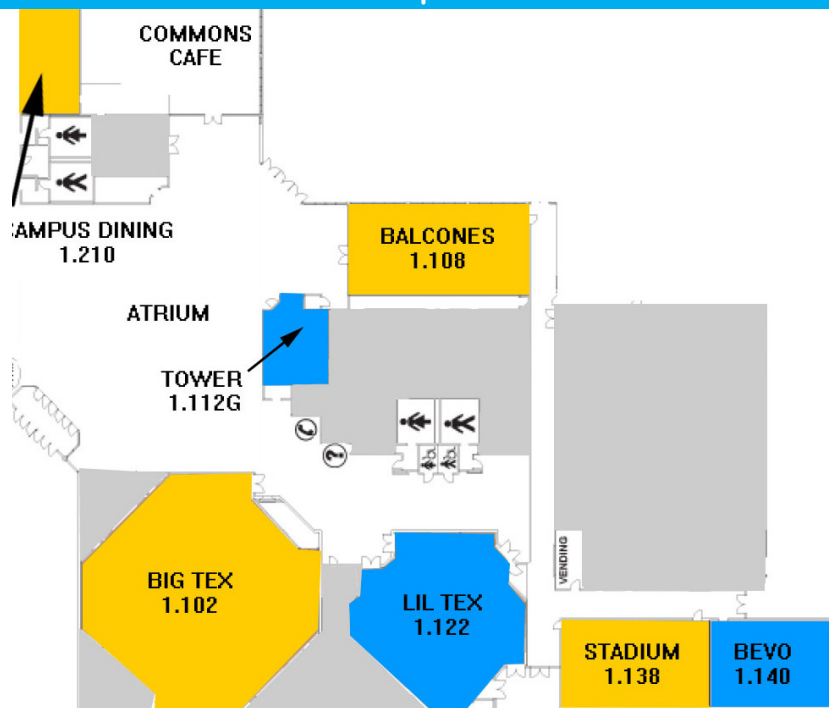 COMMONS
CAFE
AMPUS DINING
1.210
BALCONES
1.108
ATRIUM
TOWER
1.112G
?
BIG TEX
1.102
LIL TEX
1.122
VENDING
STADIUM
1.138
BEVO
1.140